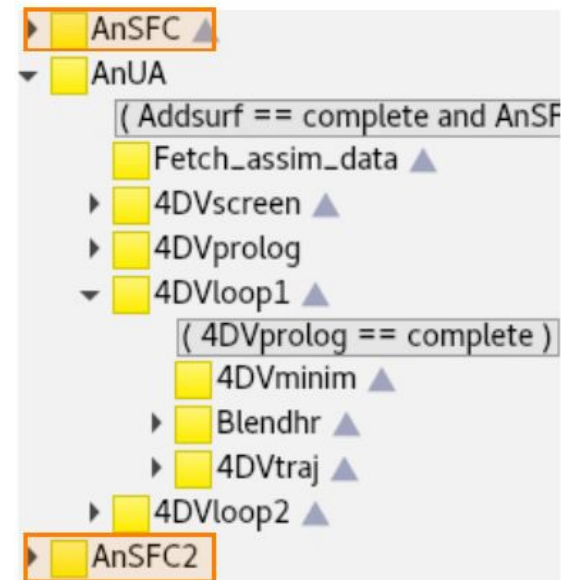 AnSFC
AnUA
( Addsurf == complete and AnSF
Fetch_assim_data
4DVscreen
4DVprolog
4DVloop1
( 4DVprolog == complete )
4DVminim
Blendhr
4DVtraj
4DVloop2
AnSFC2